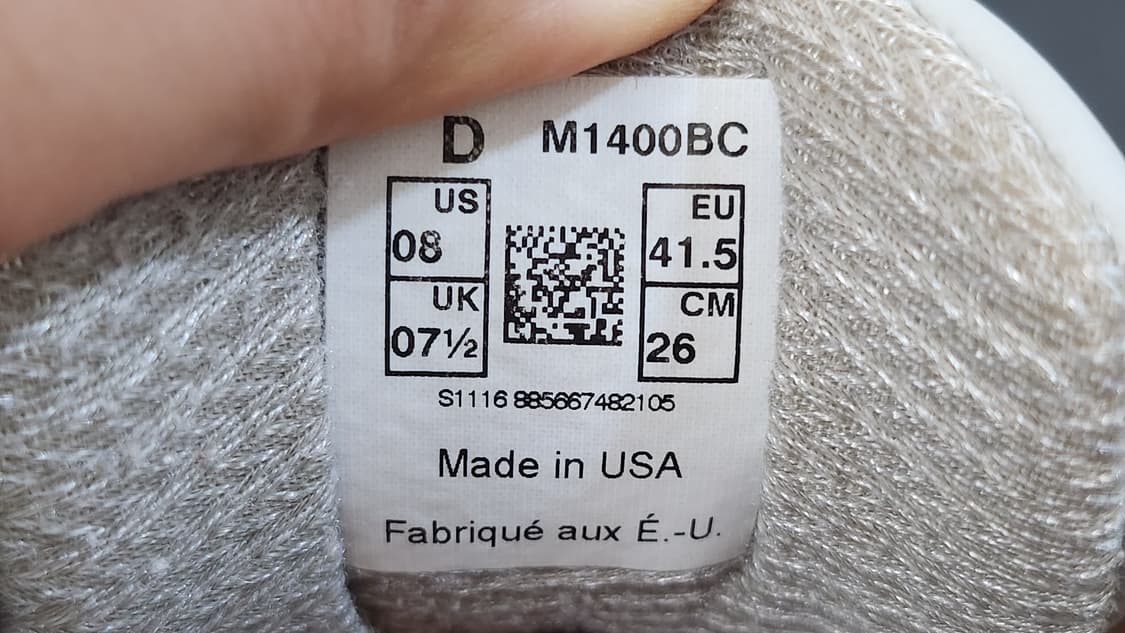 D M1400BC
US
08
UK
07½
EU
41.5
CM
26
S1116 885667482105
Made in USA
Fabriqué aux É.-U.